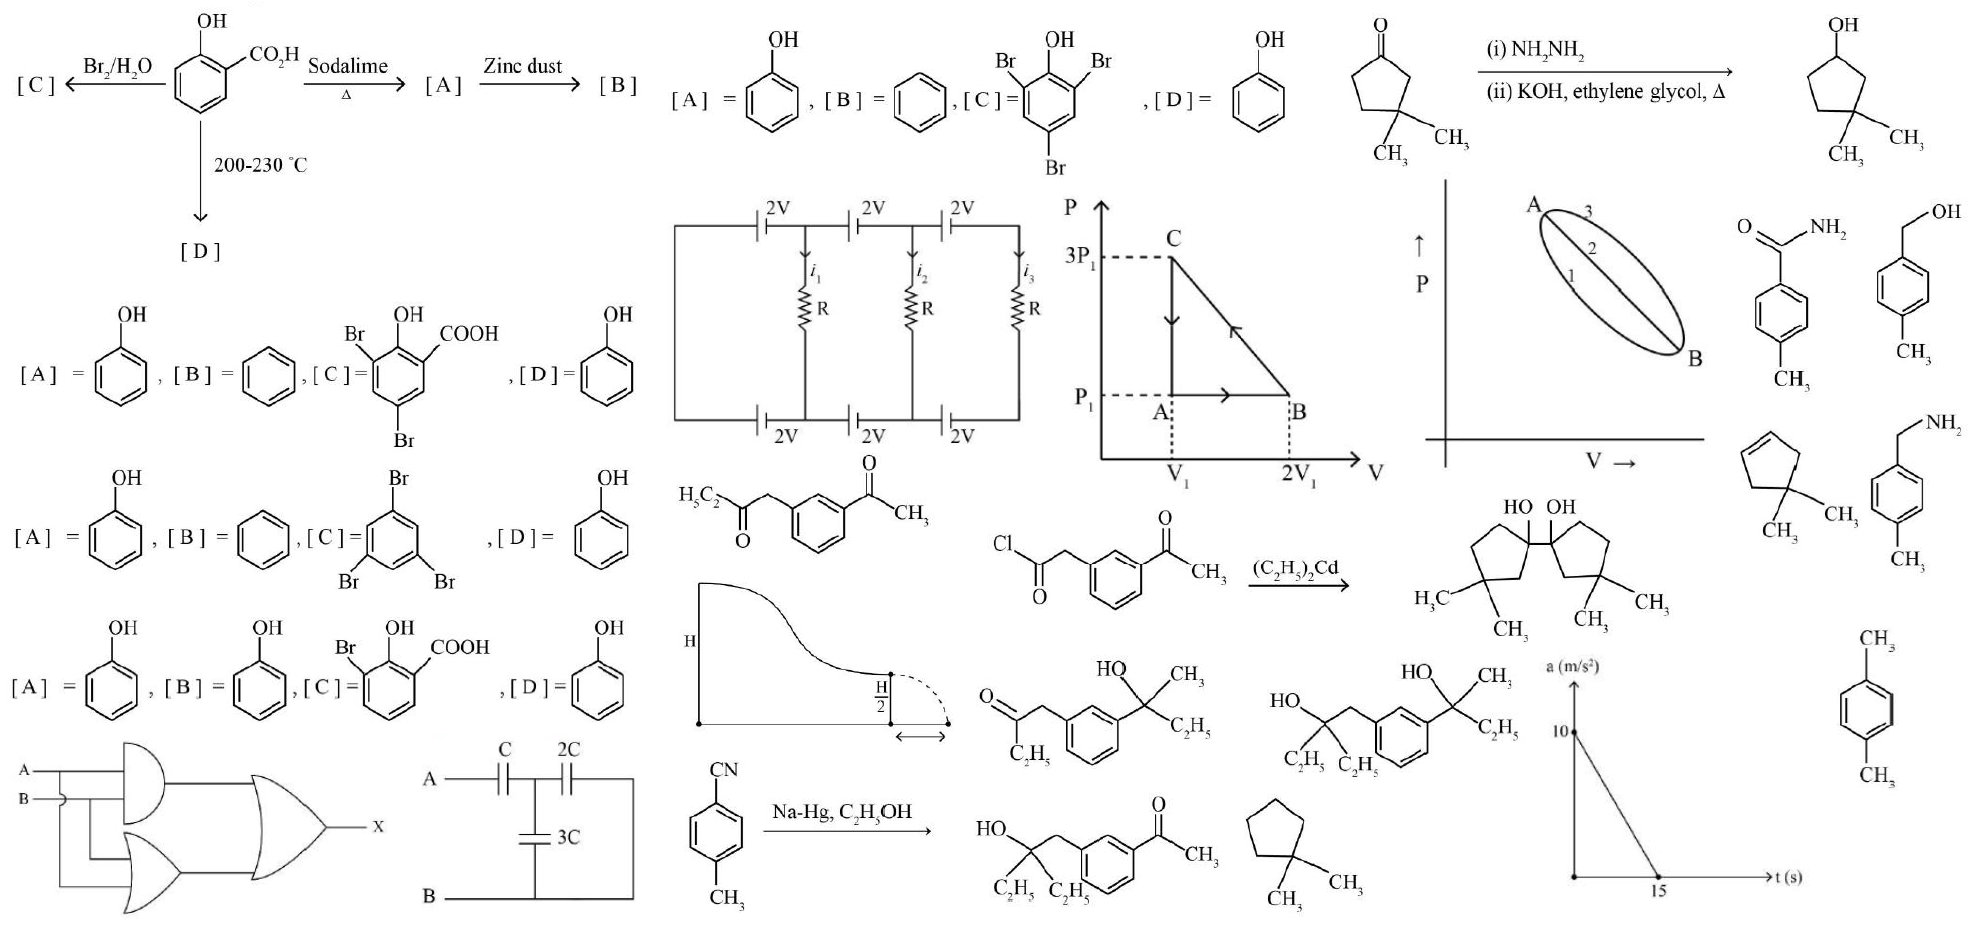 OH
CO₂H
[ C ] Br₂/H₂O Sodalime Δ [ A ] Zinc dust [ B ]
200-230 °C
[ D ]
OH OH OH
Br Br
[ A ] = , [ B ] = , [ C ] = , [ D ] =
Br
O
CH₃
CH₃
(i) NH₂NH₂
(ii) KOH, ethylene glycol, Δ
OH
CH₃
CH₃
OH OH COOH OH
Br
[ A ] = , [ B ] = , [ C ] = , [ D ] =
Br
2V 2V 2V
i₁ i₂ i₃
R R R
2V 2V 2V
P
3P₁ C
P₁ A B
V₁ 2V₁ V
A 3
2
1
↑
P
B
V →
O NH₂
CH₃
OH
CH₃
OH Br OH
[ A ] = , [ B ] = , [ C ] = , [ D ] =
Br Br
H₅C₂ O
O CH₃
Cl O
O CH₃
(C₂H₅)₂Cd
HO OH
H₃C CH₃
CH₃ CH₃
CH₃
CH₃
NH₂
CH₃
OH OH OH OH
Br COOH
[ A ] = , [ B ] = , [ C ] = , [ D ] =
H
H
2
HO CH₃
O
C₂H₅
C₂H₅
HO CH₃
HO
C₂H₅
C₂H₅ C₂H₅
a (m/s²)
10
15 t (s)
CH₃
CH₃
A
B
X
C 2C
A
3C
B
CN
CH₃
Na-Hg, C₂H₅OH
HO O
CH₃
C₂H₅ C₂H₅
CH₃
CH₃